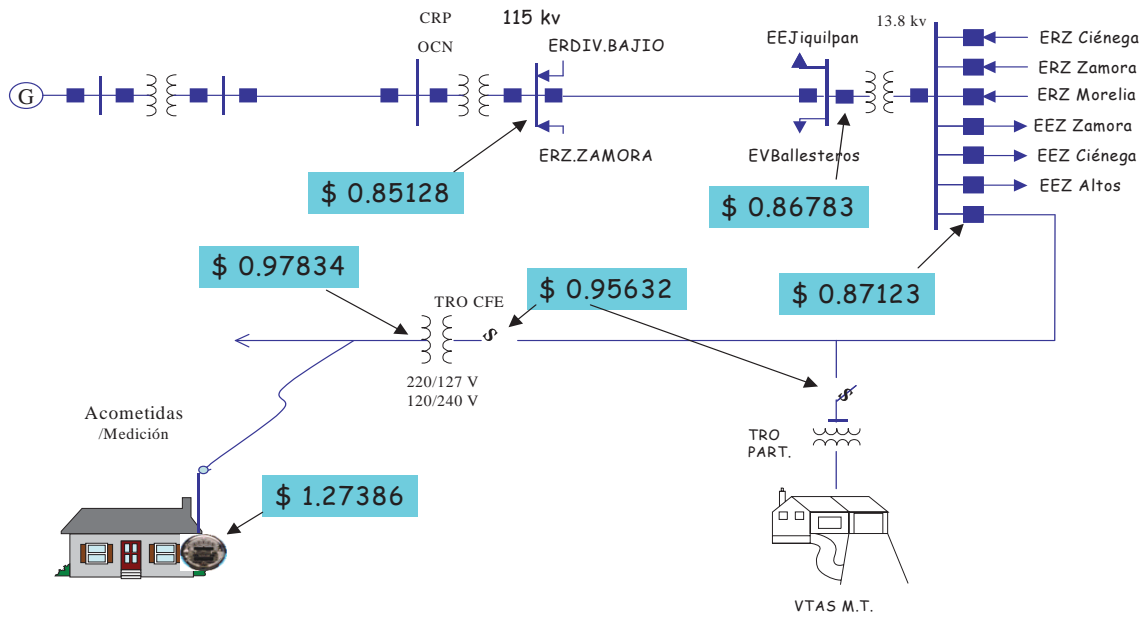 CRP
OCN
115 kv
ERDIV.BAJIO
ERZ.ZAMORA
EEJiquilpan
EVBallesteros
13.8 kv
ERZ Ciénega
ERZ Zamora
ERZ Morelia
EEZ Zamora
EEZ Ciénega
EEZ Altos
G
$ 0.85128
$ 0.86783
$ 0.87123
$ 0.97834
$ 0.95632
TRO CFE
S
220/127 V
120/240 V
S
Acometidas
/Medición
TRO
PART.
$ 1.27386
VTAS M.T.